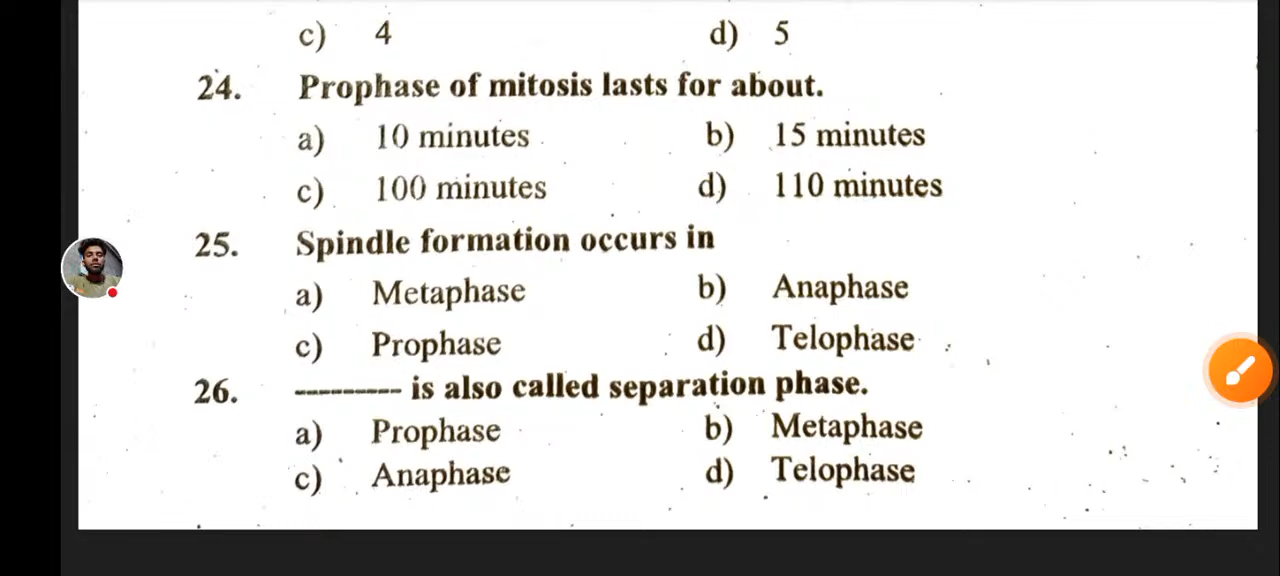 c) 4 d) 5
24. Prophase of mitosis lasts for about.
a) 10 minutes b) 15 minutes
c) 100 minutes d) 110 minutes
25. Spindle formation occurs in
a) Metaphase b) Anaphase
c) Prophase d) Telophase
26. --------- is also called separation phase.
a) Prophase b) Metaphase
c) Anaphase d) Telophase